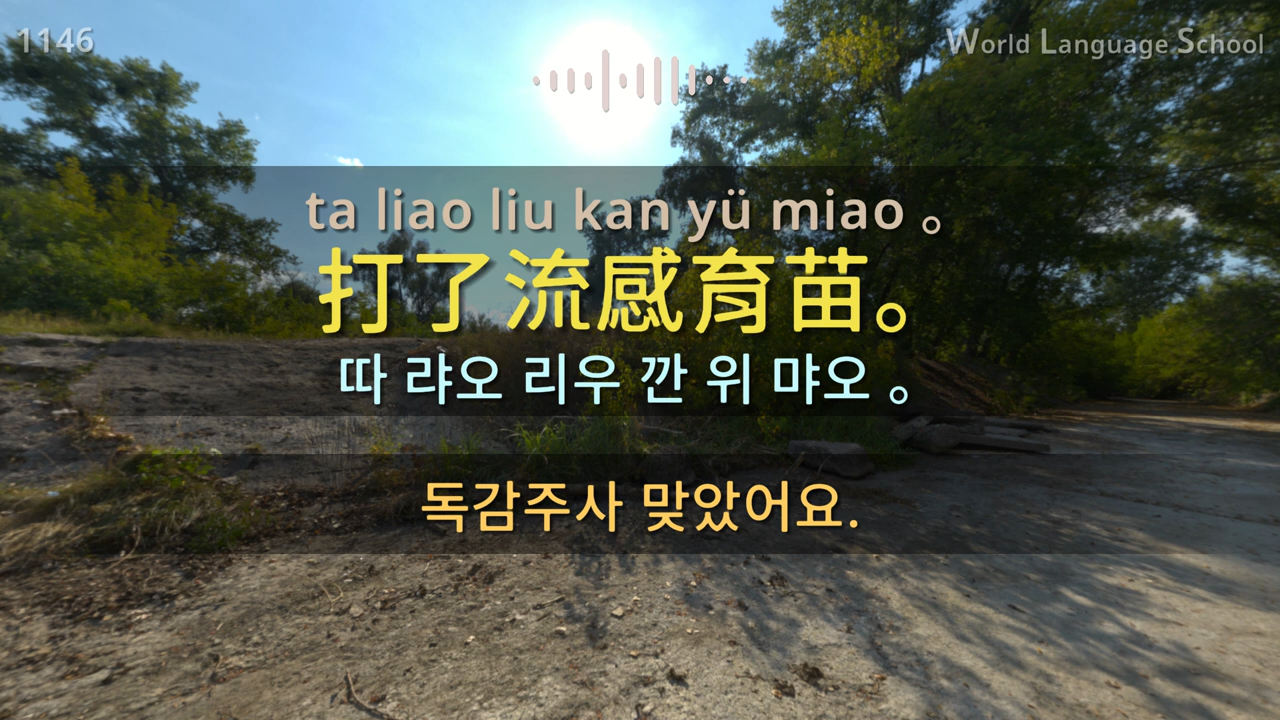 1146
World Language School
ta liao liu kan yü miao 。
打了流感育苗。
따 랴오 리우 깐 위 먀오 。
독감주사 맞았어요.